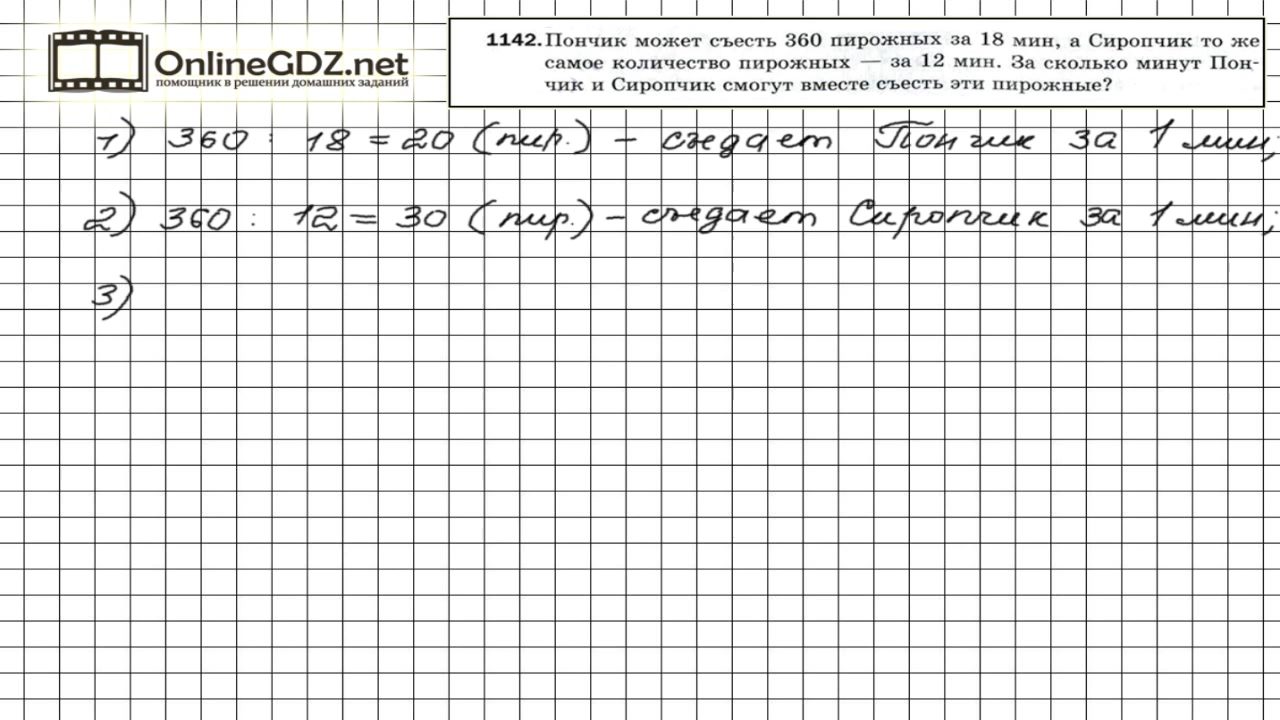 OnlineGDZ.net
помощник в решении домашних заданий
1142. Пончик может съесть 360 пирожных за 18 мин, а Сиропчик то же
самое количество пирожных — за 12 мин. За сколько минут Пон-
чик и Сиропчик смогут вместе съесть эти пирожные?
1) 360 : 18 = 20 (пир.) – съедает Пончик за 1 мин;
2) 360 : 12 = 30 (пир.) – съедает Сиропчик за 1 мин;
3)